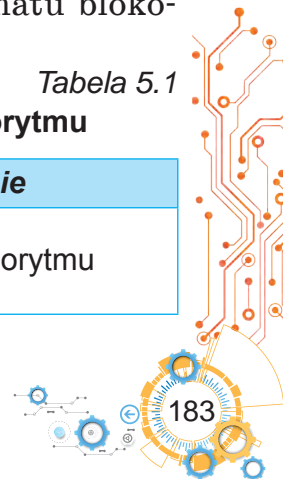 matu bloko-
Tabela 5.1
orytmu
ie
orytmu
183